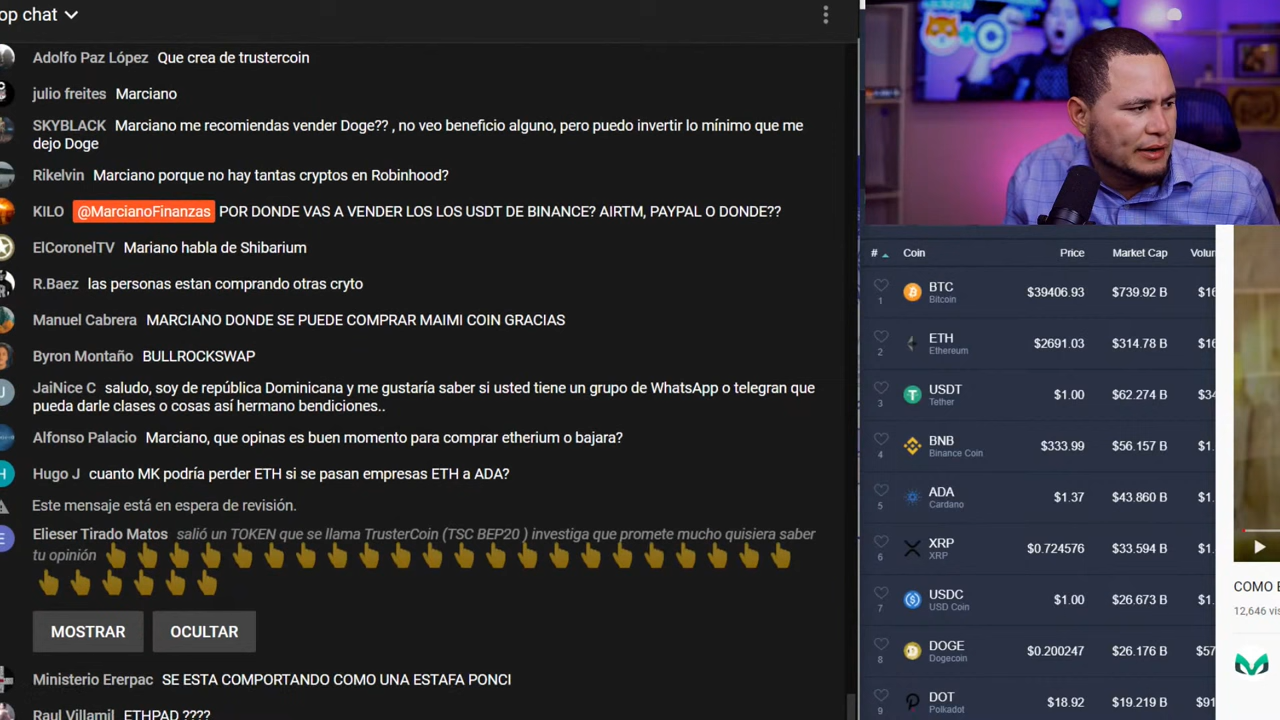 op chat
Adolfo Paz López Que crea de trustercoin
julio freites Marciano
SKYBLACK Marciano me recomiendas vender Doge?? , no veo beneficio alguno, pero puedo invertir lo mínimo que me
dejo Doge
Rikelvin Marciano porque no hay tantas cryptos en Robinhood?
KILO @MarcianoFinanzas POR DONDE VAS A VENDER LOS LOS USDT DE BINANCE? AIRTM, PAYPAL O DONDE??
ElCoronelTV Mariano habla de Shibarium
R.Baez las personas estan comprando otras cryto
Manuel Cabrera MARCIANO DONDE SE PUEDE COMPRAR MAIMI COIN GRACIAS
Byron Montaño BULLROCKSWAP
JaiNice C saludo, soy de república Dominicana y me gustaría saber si usted tiene un grupo de WhatsApp o telegran que
pueda darle clases o cosas así hermano bendiciones..
Alfonso Palacio Marciano, que opinas es buen momento para comprar etherium o bajara?
Hugo J cuanto MK podría perder ETH si se pasan empresas ETH a ADA?
Este mensaje está en espera de revisión.
Elieser Tirado Matos salió un TOKEN que se llama TrusterCoin (TSC BEP20 ) investiga que promete mucho quisiera saber
tu opinión
MOSTRAR OCULTAR
Ministerio Ererpac SE ESTA COMPORTANDO COMO UNA ESTAFA PONCI
Raul Villamil ETHPAD ????
# Coin Price Market Cap Volu
1 BTC Bitcoin $39406.93 $739.92 B $16
2 ETH Ethereum $2691.03 $314.78 B $16
3 USDT Tether $1.00 $62.274 B $34
4 BNB Binance Coin $333.99 $56.157 B $1.
5 ADA Cardano $1.37 $43.860 B $1.
6 XRP XRP $0.724576 $33.594 B $1.
7 USDC USD Coin $1.00 $26.673 B $1.
8 DOGE Dogecoin $0.200247 $26.176 B $57
9 DOT Polkadot $18.92 $19.219 B $91
COMO E
12,646 vis